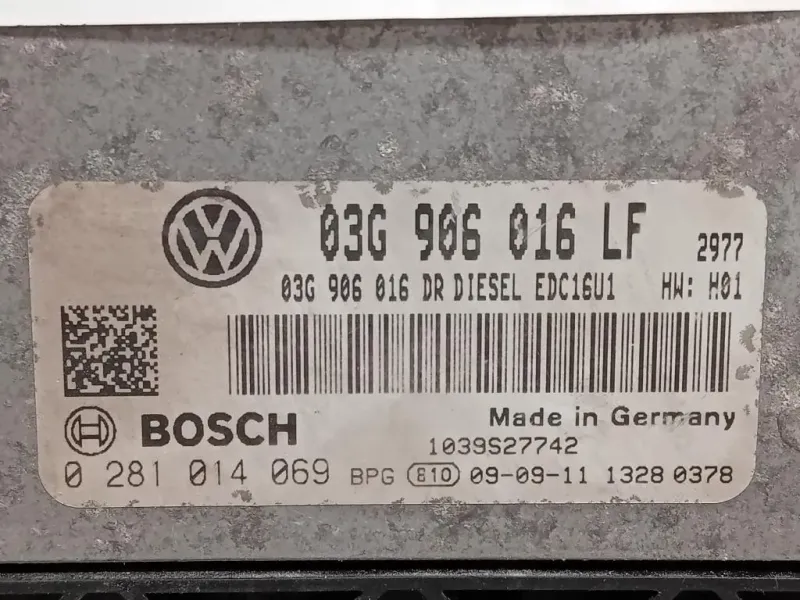 03G 906 016 LF 2977
03G 906 016 DR DIESEL EDC16U1 HW: H01
BOSCH Made in Germany
1039S27742
0 281 014 069 BPG 810 09-09-11 1328 0378